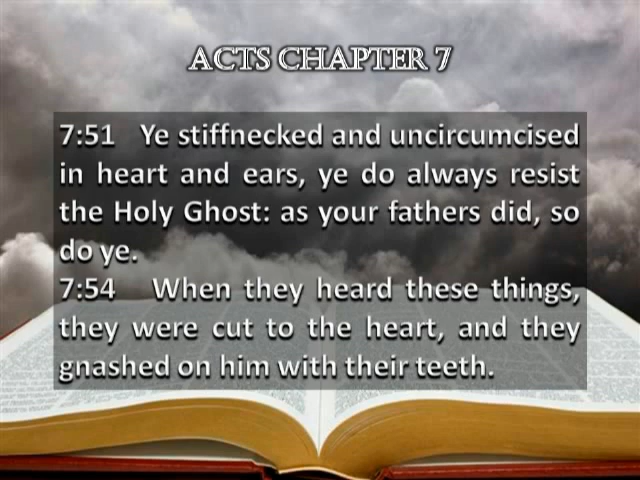 ACTS CHAPTER 7
7:51 Ye stiffnecked and uncircumcised
in heart and ears, ye do always resist
the Holy Ghost: as your fathers did, so
do ye.
7:54 When they heard these things,
they were cut to the heart, and they
gnashed on him with their teeth.